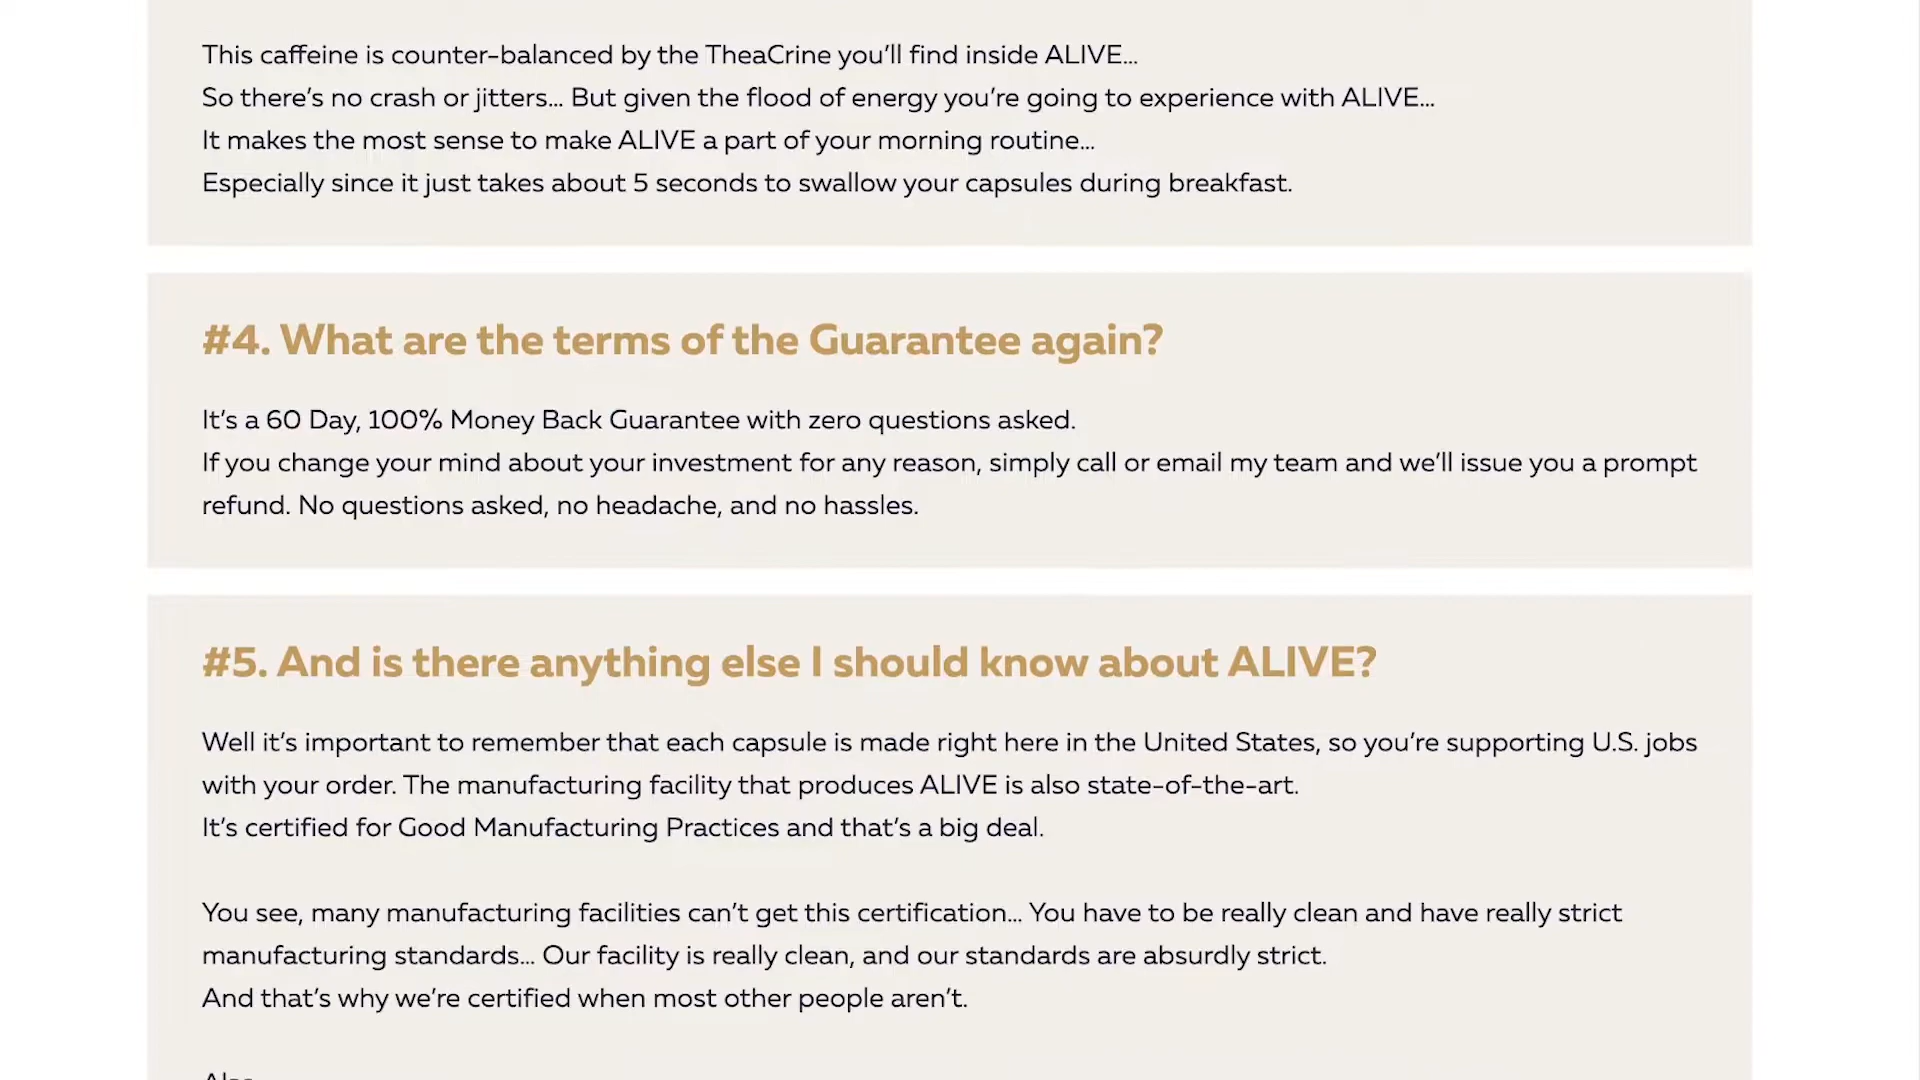 This caffeine is counter-balanced by the TheaCrine you’ll find inside ALIVE…
So there’s no crash or jitters… But given the flood of energy you’re going to experience with ALIVE…
It makes the most sense to make ALIVE a part of your morning routine…
Especially since it just takes about 5 seconds to swallow your capsules during breakfast.
#4. What are the terms of the Guarantee again?
It’s a 60 Day, 100% Money Back Guarantee with zero questions asked.
If you change your mind about your investment for any reason, simply call or email my team and we’ll issue you a prompt
refund. No questions asked, no headache, and no hassles.
#5. And is there anything else I should know about ALIVE?
Well it’s important to remember that each capsule is made right here in the United States, so you’re supporting U.S. jobs
with your order. The manufacturing facility that produces ALIVE is also state-of-the-art.
It’s certified for Good Manufacturing Practices and that’s a big deal.
You see, many manufacturing facilities can’t get this certification… You have to be really clean and have really strict
manufacturing standards… Our facility is really clean, and our standards are absurdly strict.
And that’s why we’re certified when most other people aren’t.